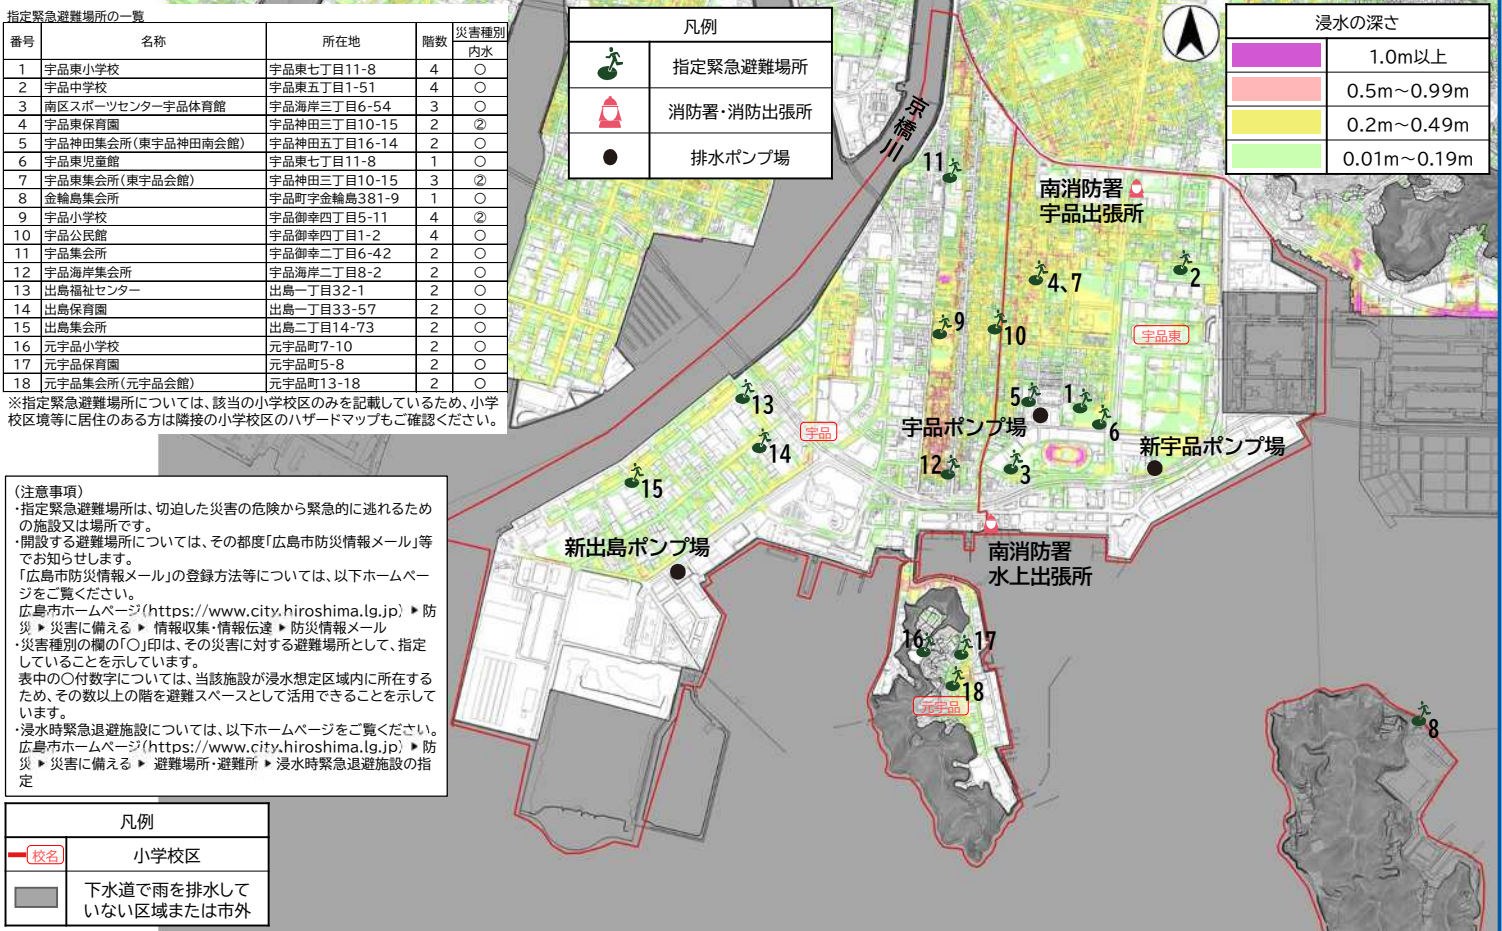 指定緊急避難場所の一覧
番号 名称 所在地 階数 災害種別
内水
1 宇品東小学校 宇品東七丁目11-8 4 ○
2 宇品中学校 宇品東五丁目1-51 4 ○
3 南区スポーツセンター宇品体育館 宇品海岸三丁目6-54 3 ○
4 宇品東保育園 宇品神田三丁目10-15 2 ②
5 宇品神田集会所(東宇品神田南会館) 宇品神田五丁目16-14 2 ○
6 宇品東児童館 宇品東七丁目11-8 1 ○
7 宇品東集会所(東宇品会館) 宇品神田三丁目10-15 3 ②
8 金輪島集会所 宇品町字金輪島381-9 1 ○
9 宇品小学校 宇品御幸四丁目5-11 4 ②
10 宇品公民館 宇品御幸四丁目1-2 4 ○
11 宇品集会所 宇品御幸二丁目6-42 2 ○
12 宇品海岸集会所 宇品海岸二丁目8-2 2 ○
13 出島福祉センター 出島一丁目32-1 2 ○
14 出島保育園 出島一丁目33-57 2 ○
15 出島集会所 出島二丁目14-73 2 ○
16 元宇品小学校 元宇品町7-10 2 ○
17 元宇品保育園 元宇品町5-8 2 ○
18 元宇品集会所(元宇品会館) 元宇品町13-18 2 ○
※指定緊急避難場所については、該当の小学校区のみを記載しているため、小学
校区境等に居住のある方は隣接の小学校区のハザードマップもご確認ください。
凡例
指定緊急避難場所
消防署・消防出張所
排水ポンプ場
浸水の深さ
1.0m以上
0.5m～0.99m
0.2m～0.49m
0.01m～0.19m
京橋川
11
南消防署
宇品出張所
2
4、7
9
10
宇品東
13
宇品
14
5
1
6
宇品ポンプ場
新宇品ポンプ場
12
3
15
新出島ポンプ場
南消防署
水上出張所
16
17
18
元宇品
8
(注意事項)
・指定緊急避難場所は、切迫した災害の危険から緊急的に逃れるため
の施設又は場所です。
・開設する避難場所については、その都度「広島市防災情報メール」等
でお知らせします。
「広島市防災情報メール」の登録方法等については、以下ホームペー
ジをご覧ください。
広島市ホームページ(https://www.city.hiroshima.lg.jp) ▶ 防
災 ▶ 災害に備える ▶ 情報収集・情報伝達 ▶ 防災情報メール
・災害種別の欄の「○」印は、その災害に対する避難場所として、指定
していることを示しています。
表中の○付数字については、当該施設が浸水想定区域内に所在する
ため、その数以上の階を避難スペースとして活用できることを示して
います。
・浸水時緊急退避施設については、以下ホームページをご覧ください。
広島市ホームページ(https://www.city.hiroshima.lg.jp) ▶ 防
災 ▶ 災害に備える ▶ 避難場所・避難所 ▶ 浸水時緊急退避施設の指
定
凡例
校名 小学校区
下水道で雨を排水して
いない区域または市外